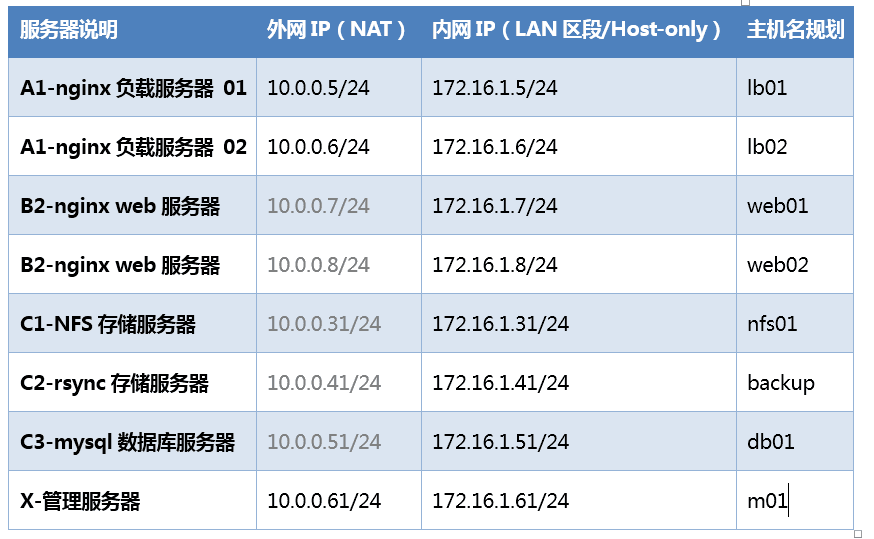 服务器说明 外网 IP（NAT） 内网 IP（LAN 区段/Host-only） 主机名规划
A1-nginx 负载服务器 01 10.0.0.5/24 172.16.1.5/24 lb01
A1-nginx 负载服务器 02 10.0.0.6/24 172.16.1.6/24 lb02
B2-nginx web 服务器 10.0.0.7/24 172.16.1.7/24 web01
B2-nginx web 服务器 10.0.0.8/24 172.16.1.8/24 web02
C1-NFS 存储服务器 10.0.0.31/24 172.16.1.31/24 nfs01
C2-rsync 存储服务器 10.0.0.41/24 172.16.1.41/24 backup
C3-mysql 数据库服务器 10.0.0.51/24 172.16.1.51/24 db01
X-管理服务器 10.0.0.61/24 172.16.1.61/24 m01